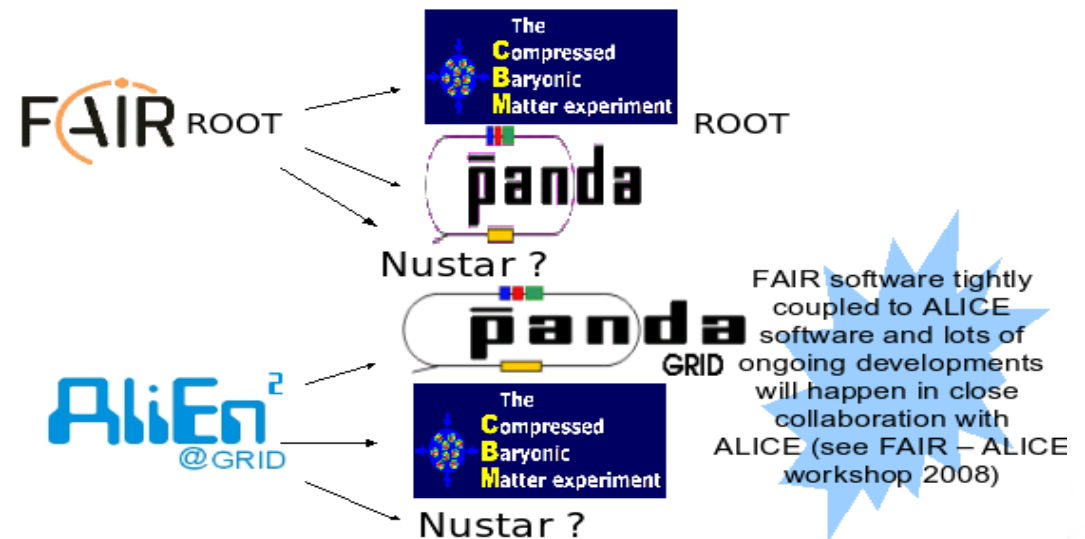 The
Compressed
Baryonic
Matter experiment
FAIR ROOT
ROOT
p̄anda
Nustar ?
p̄anda
GRID
AliEn²
@GRID
The
Compressed
Baryonic
Matter experiment
Nustar ?
FAIR software tightly
coupled to ALICE
software and lots of
ongoing developments
will happen in close
collaboration with
ALICE (see FAIR – ALICE
workshop 2008)